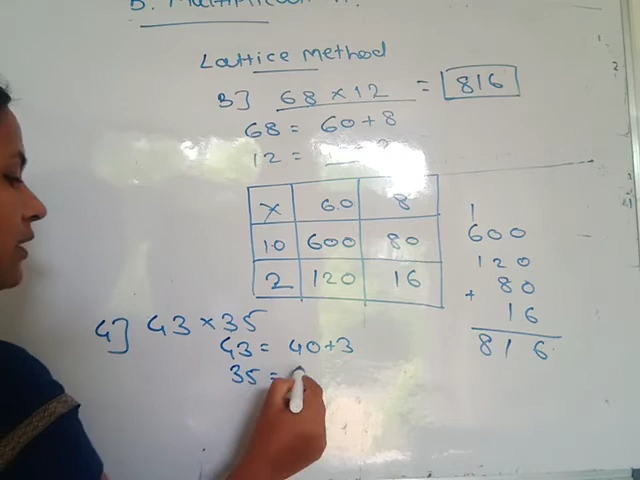 B. Multiplication
Lattice method
3] 68 × 12 = 816
68 = 60 + 8
12 =
× 60 8
10 600 80
2 120 16
1
600
120
+ 80
16
816
4] 43 × 35
43 = 40 + 3
35 =